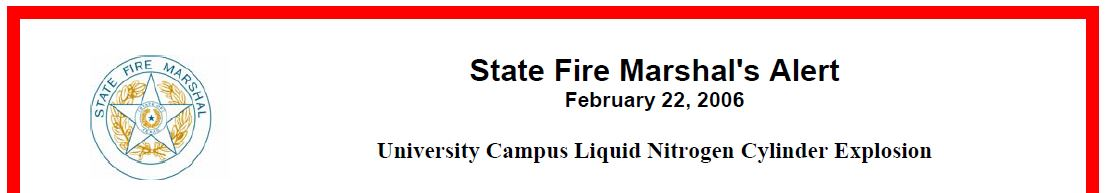 STATE FIRE MARSHAL
State Fire Marshal's Alert
February 22, 2006
University Campus Liquid Nitrogen Cylinder Explosion